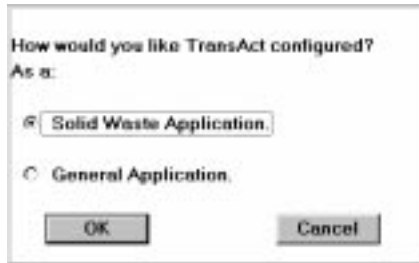 How would you like TransAct configured?
As a:
Solid Waste Application.
General Application.
OK
Cancel